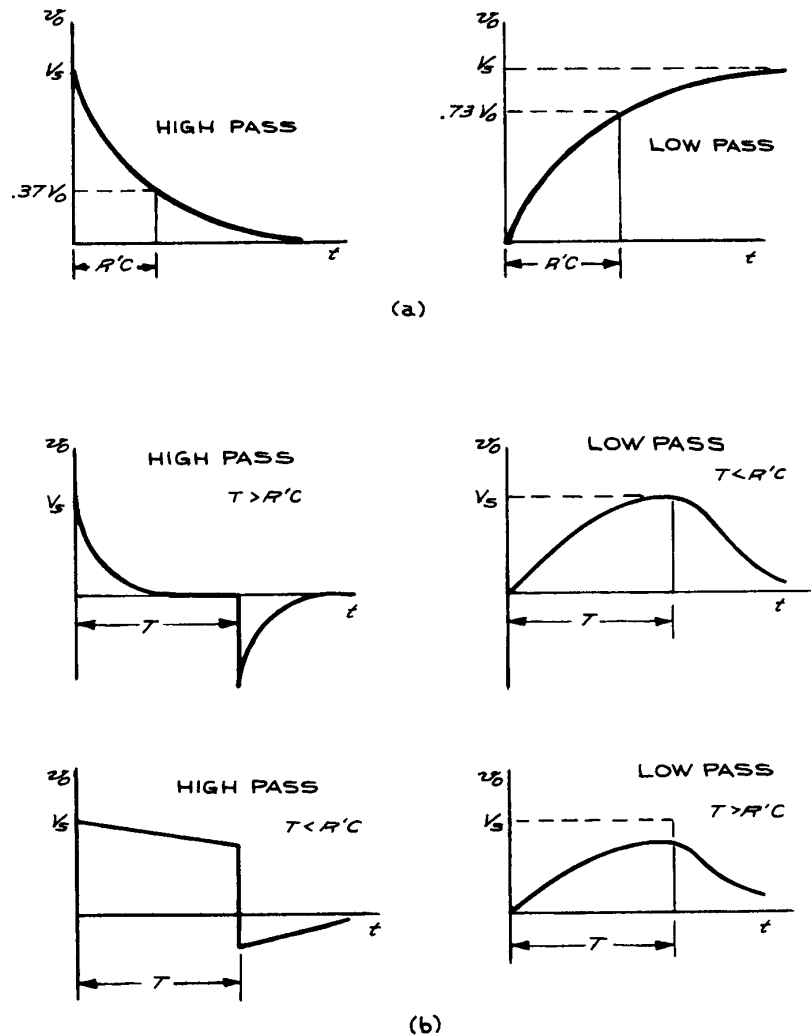 v₀
Vₛ
HIGH PASS
.37V₀
R'C
t
v₀
Vₛ
.73V₀
LOW PASS
R'C
t
(a)
v₀
Vₛ
HIGH PASS
T > R'C
T
t
v₀
Vₛ
LOW PASS
T < R'C
T
t
v₀
Vₛ
HIGH PASS
T < R'C
T
t
v₀
Vₛ
LOW PASS
T > R'C
T
t
(b)